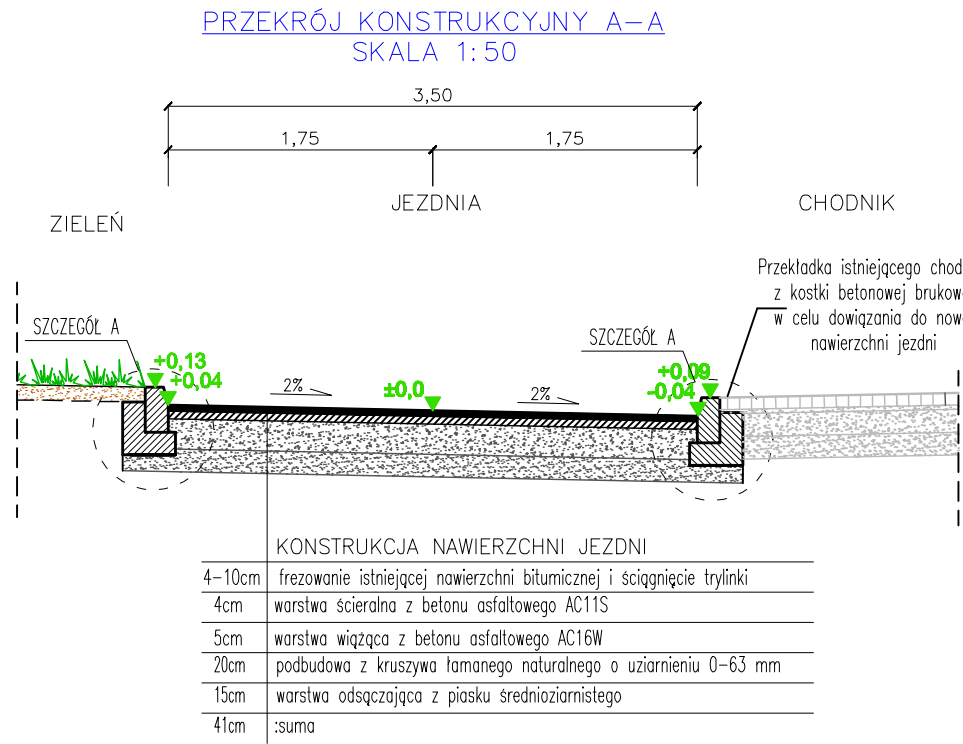 PRZEKRÓJ KONSTRUKCYJNY A-A
SKALA 1:50
3,50
1,75
1,75
JEZDNIA
CHODNIK
ZIELEŃ
Przekładka istniejącego chod
z kostki betonowej brukow
w celu dowiązania do now
nawierzchni jezdni
SZCZEGÓŁ A
SZCZEGÓŁ A
+0,13
+0,04
2%
±0,0
2%
+0,09
-0,04
KONSTRUKCJA NAWIERZCHNI JEZDNI
4-10cm frezowanie istniejącej nawierzchni bitumicznej i ściągnięcie trylinki
4cm warstwa ścieralna z betonu asfaltowego AC11S
5cm warstwa wiążąca z betonu asfaltowego AC16W
20cm podbudowa z kruszywa łamanego naturalnego o uziarnieniu 0-63 mm
15cm warstwa odsączająca z piasku średnioziarnistego
41cm :suma